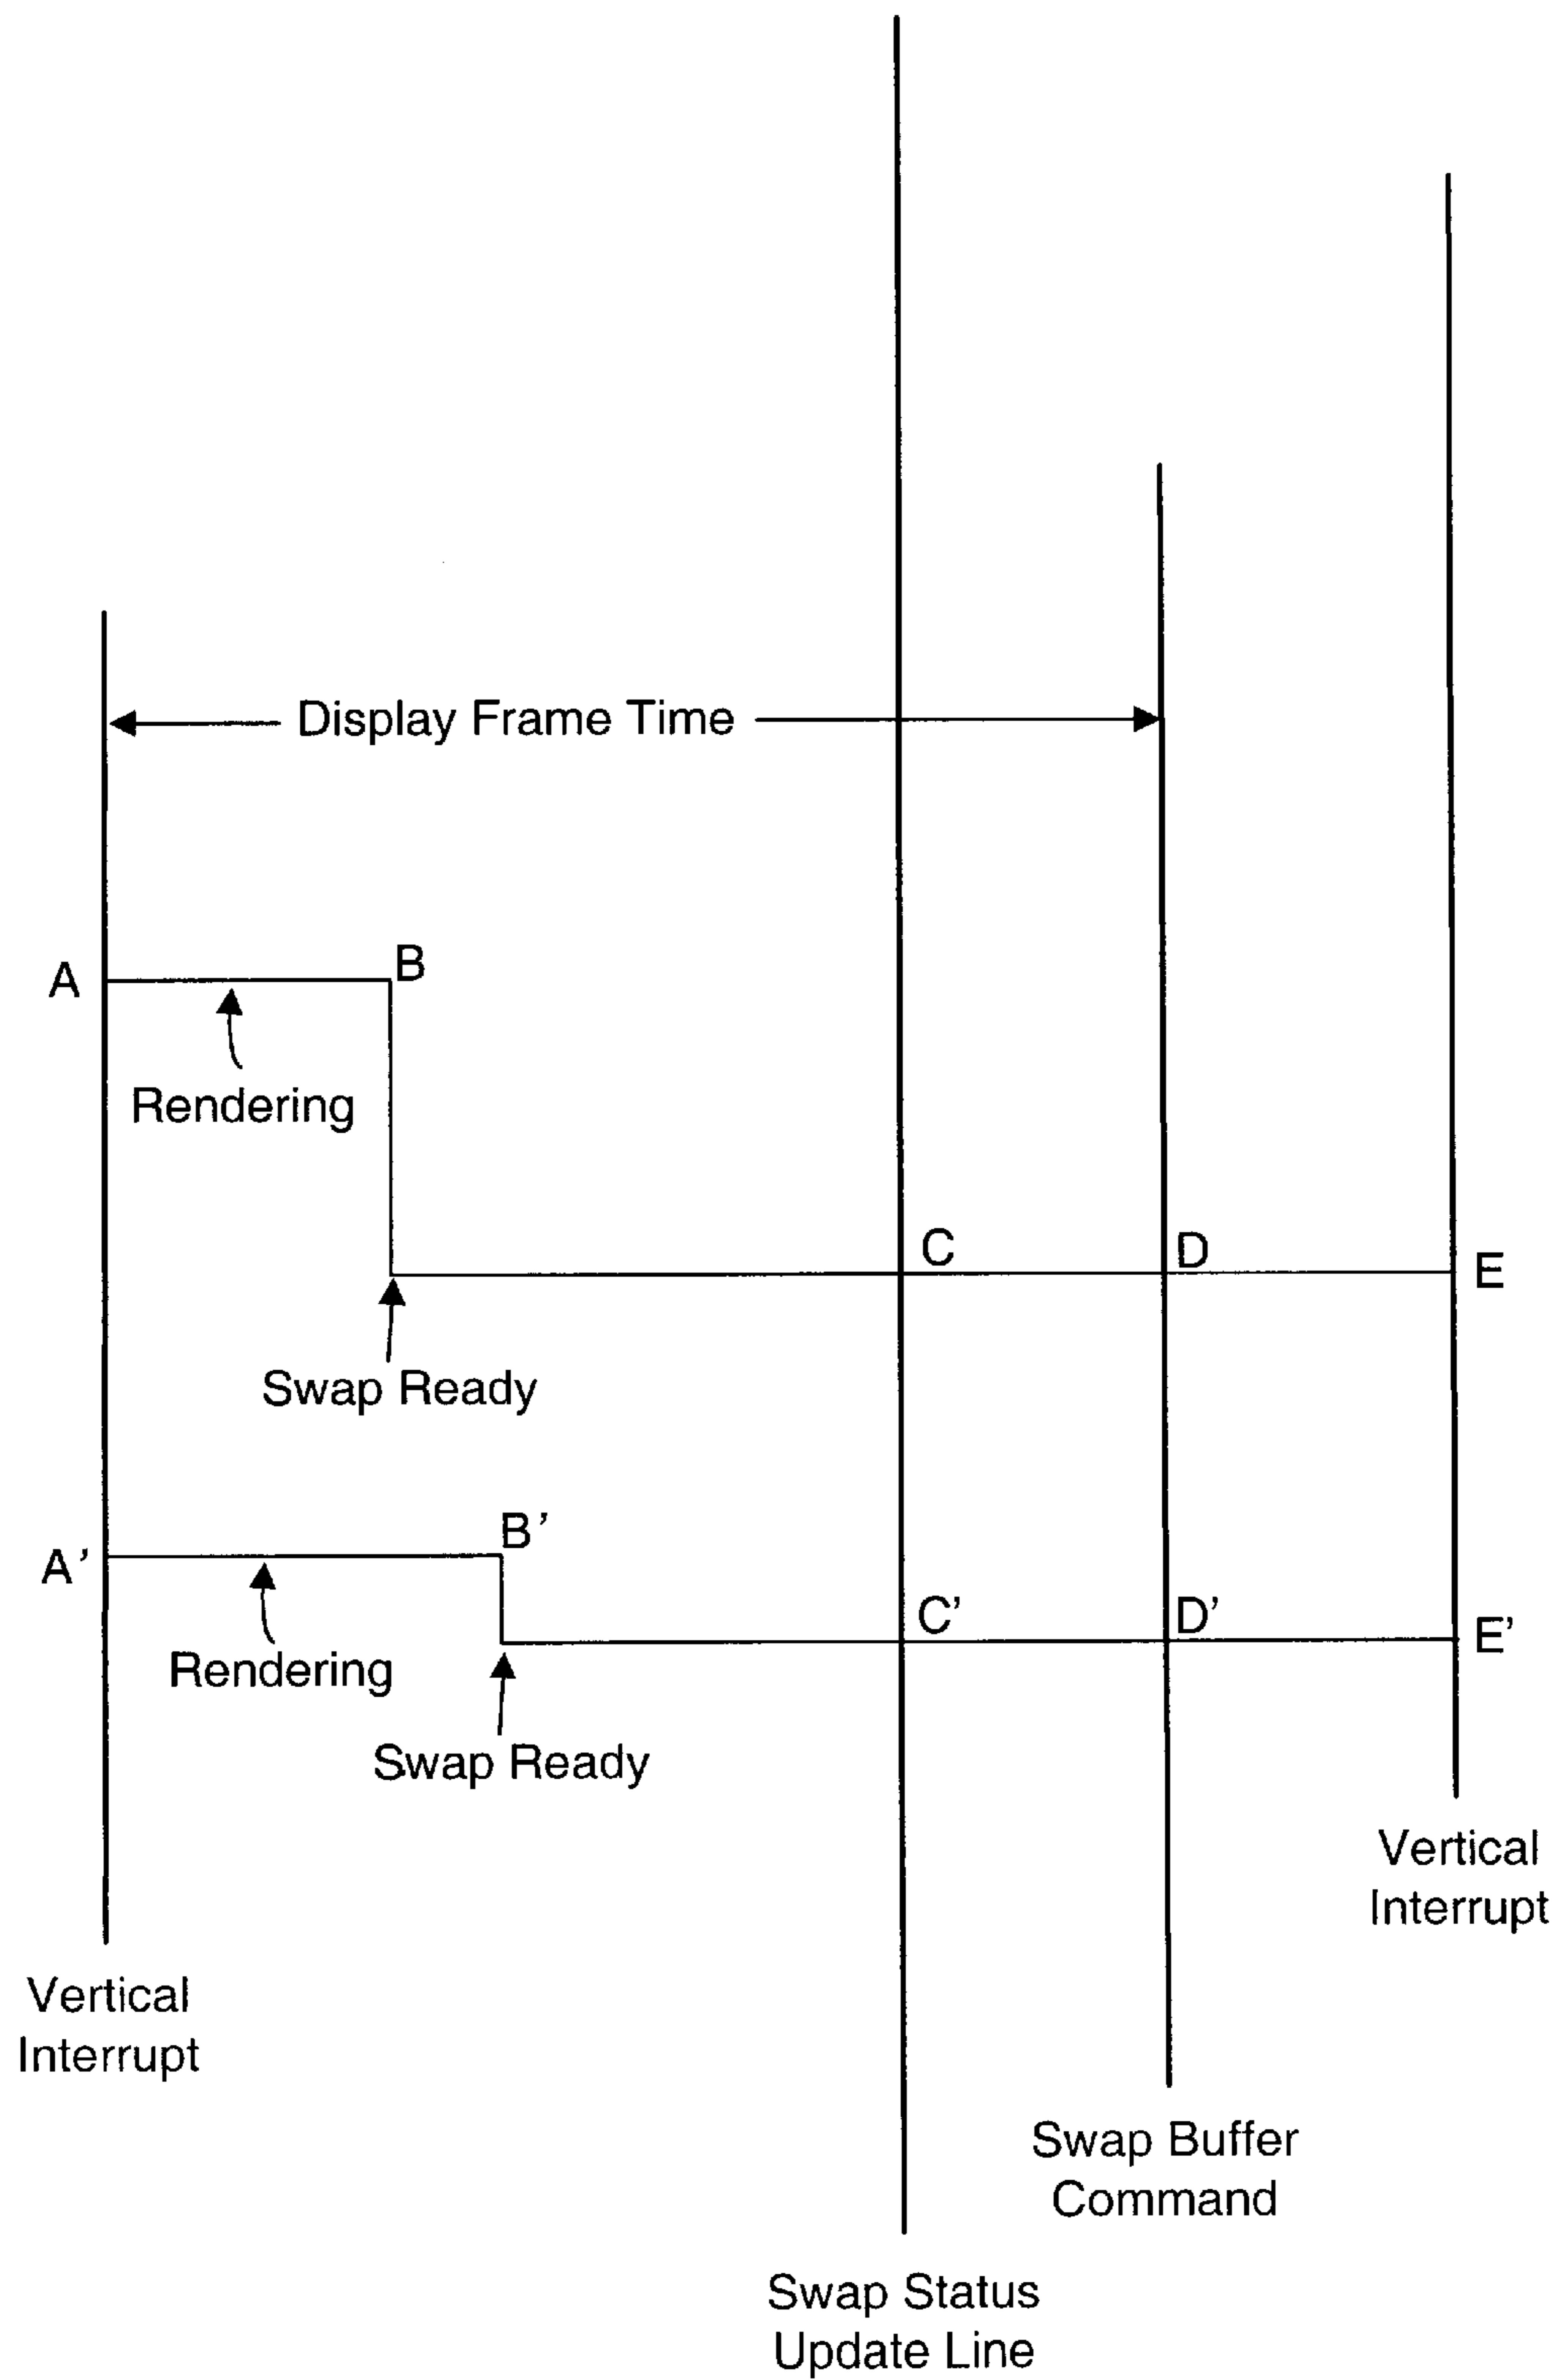 Display Frame Time
A
B
Rendering
C
D
E
Swap Ready
A’
B’
Rendering
C’
D’
E’
Swap Ready
Vertical
Interrupt
Vertical
Interrupt
Swap Buffer
Command
Swap Status
Update Line